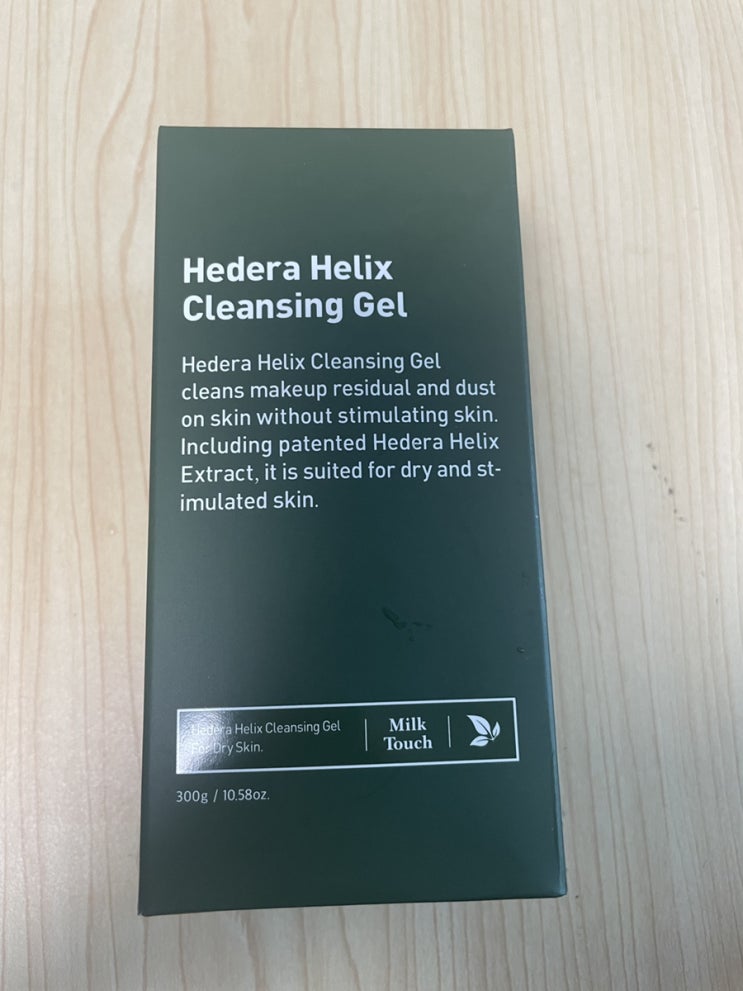 Hedera Helix
Cleansing Gel
Hedera Helix Cleansing Gel
cleans makeup residual and dust
on skin without stimulating skin.
Including patented Hedera Helix
Extract, it is suited for dry and st-
imulated skin.
Hedera Helix Cleansing Gel
For Dry Skin.
Milk
Touch
300g / 10.58oz.